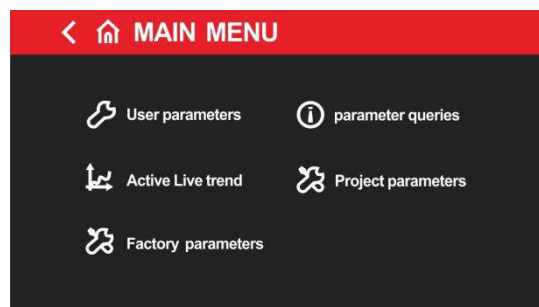 MAIN MENU
User parameters
parameter queries
Active Live trend
Project parameters
Factory parameters